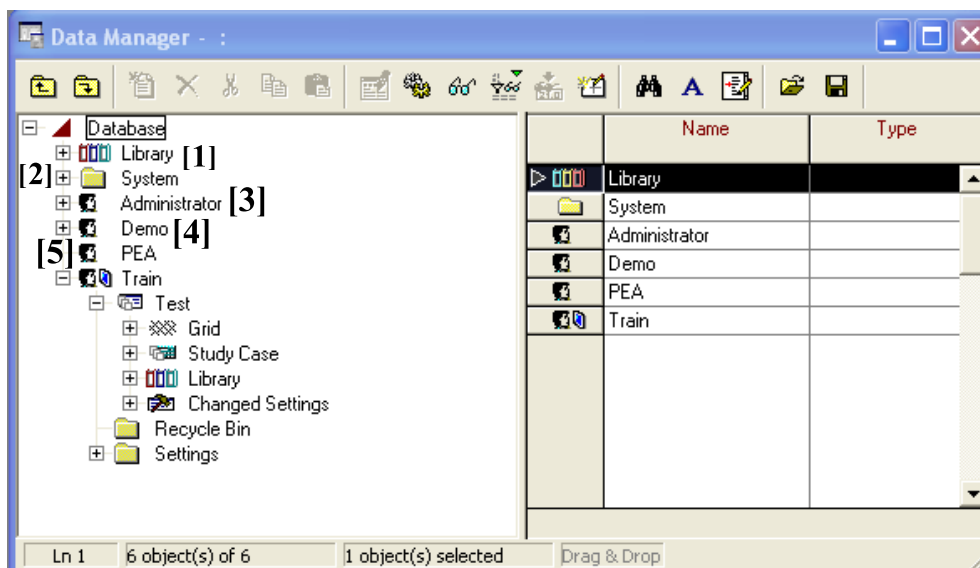 Data Manager - :
Database
Name Type
Library [1]
[2] System
Administrator [3]
Demo [4]
[5] PEA
Train
Test
Grid
Study Case
Library
Changed Settings
Recycle Bin
Settings
Library
System
Administrator
Demo
PEA
Train
Ln 1 6 object(s) of 6 1 object(s) selected Drag & Drop